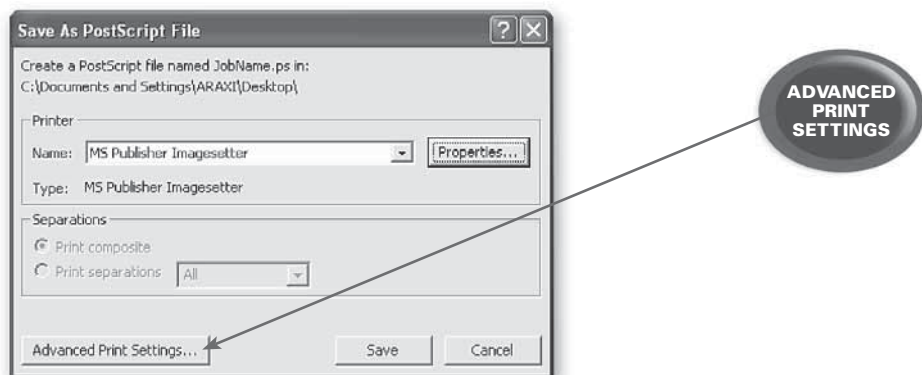 Save As PostScript File
Create a PostScript file named JobName.ps in:
C:\Documents and Settings\ARAXI\Desktop\
Printer
Name: MS Publisher Imagesetter
Properties...
Type: MS Publisher Imagesetter
Separations
Print composite
Print separations All
Advanced Print Settings...
Save
Cancel
ADVANCED
PRINT
SETTINGS